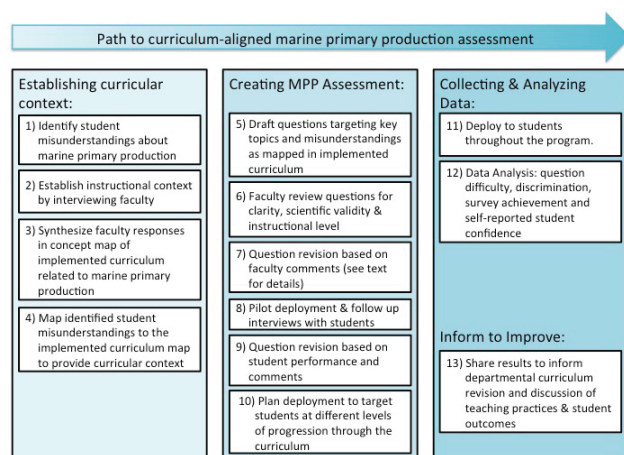 Path to curriculum-aligned marine primary production assessment
Establishing curricular
context:
1) Identify student
misunderstandings about
marine primary production
2) Establish instructional context
by interviewing faculty
3) Synthesize faculty responses
in concept map of
implemented curriculum
related to marine primary
production
4) Map identified student
misunderstandings to the
implemented curriculum map
to provide curricular context
Creating MPP Assessment:
5) Draft questions targeting key
topics and misunderstandings
as mapped in implemented
curriculum
6) Faculty review questions for
clarity, scientific validity &
instructional level
7) Question revision based on
faculty comments (see text
for details)
8) Pilot deployment & follow up
interviews with students
9) Question revision based on
student performance and
comments
10) Plan deployment to target
students at different levels
of progression through the
curriculum
Collecting & Analyzing
Data:
11) Deploy to students
throughout the program.
12) Data Analysis: question
difficulty, discrimination,
survey achievement and
self-reported student
confidence
Inform to Improve:
13) Share results to inform
departmental curriculum
revision and discussion of
teaching practices & student
outcomes